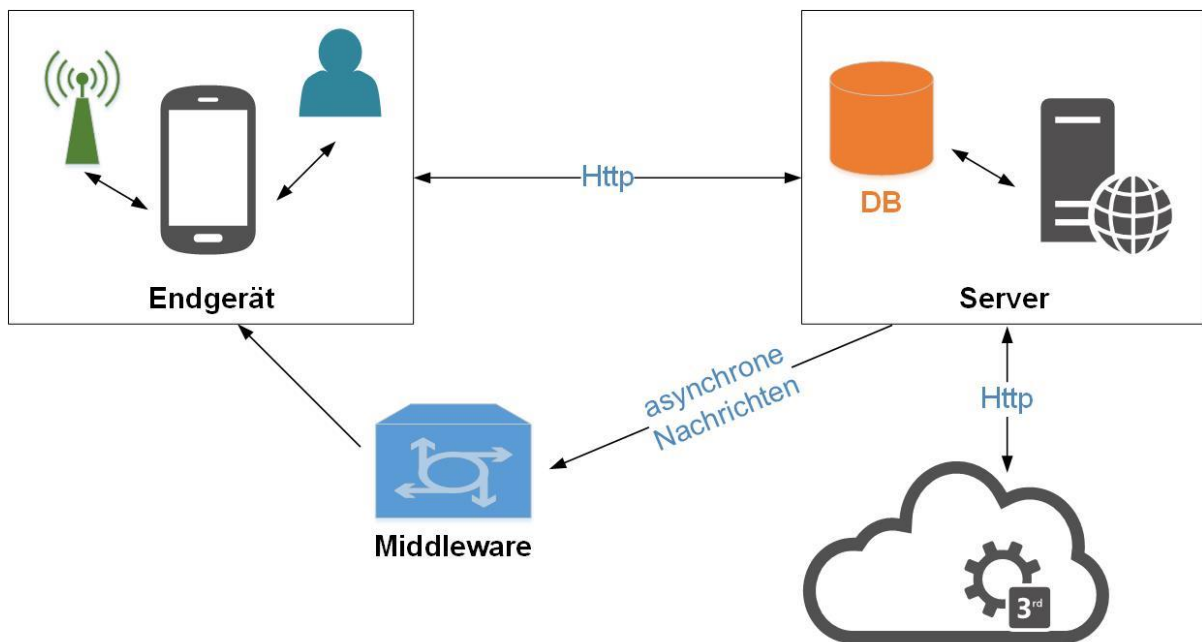 Http
DB
Endgerät
Server
asynchrone
Nachrichten
Http
Middleware
3rd